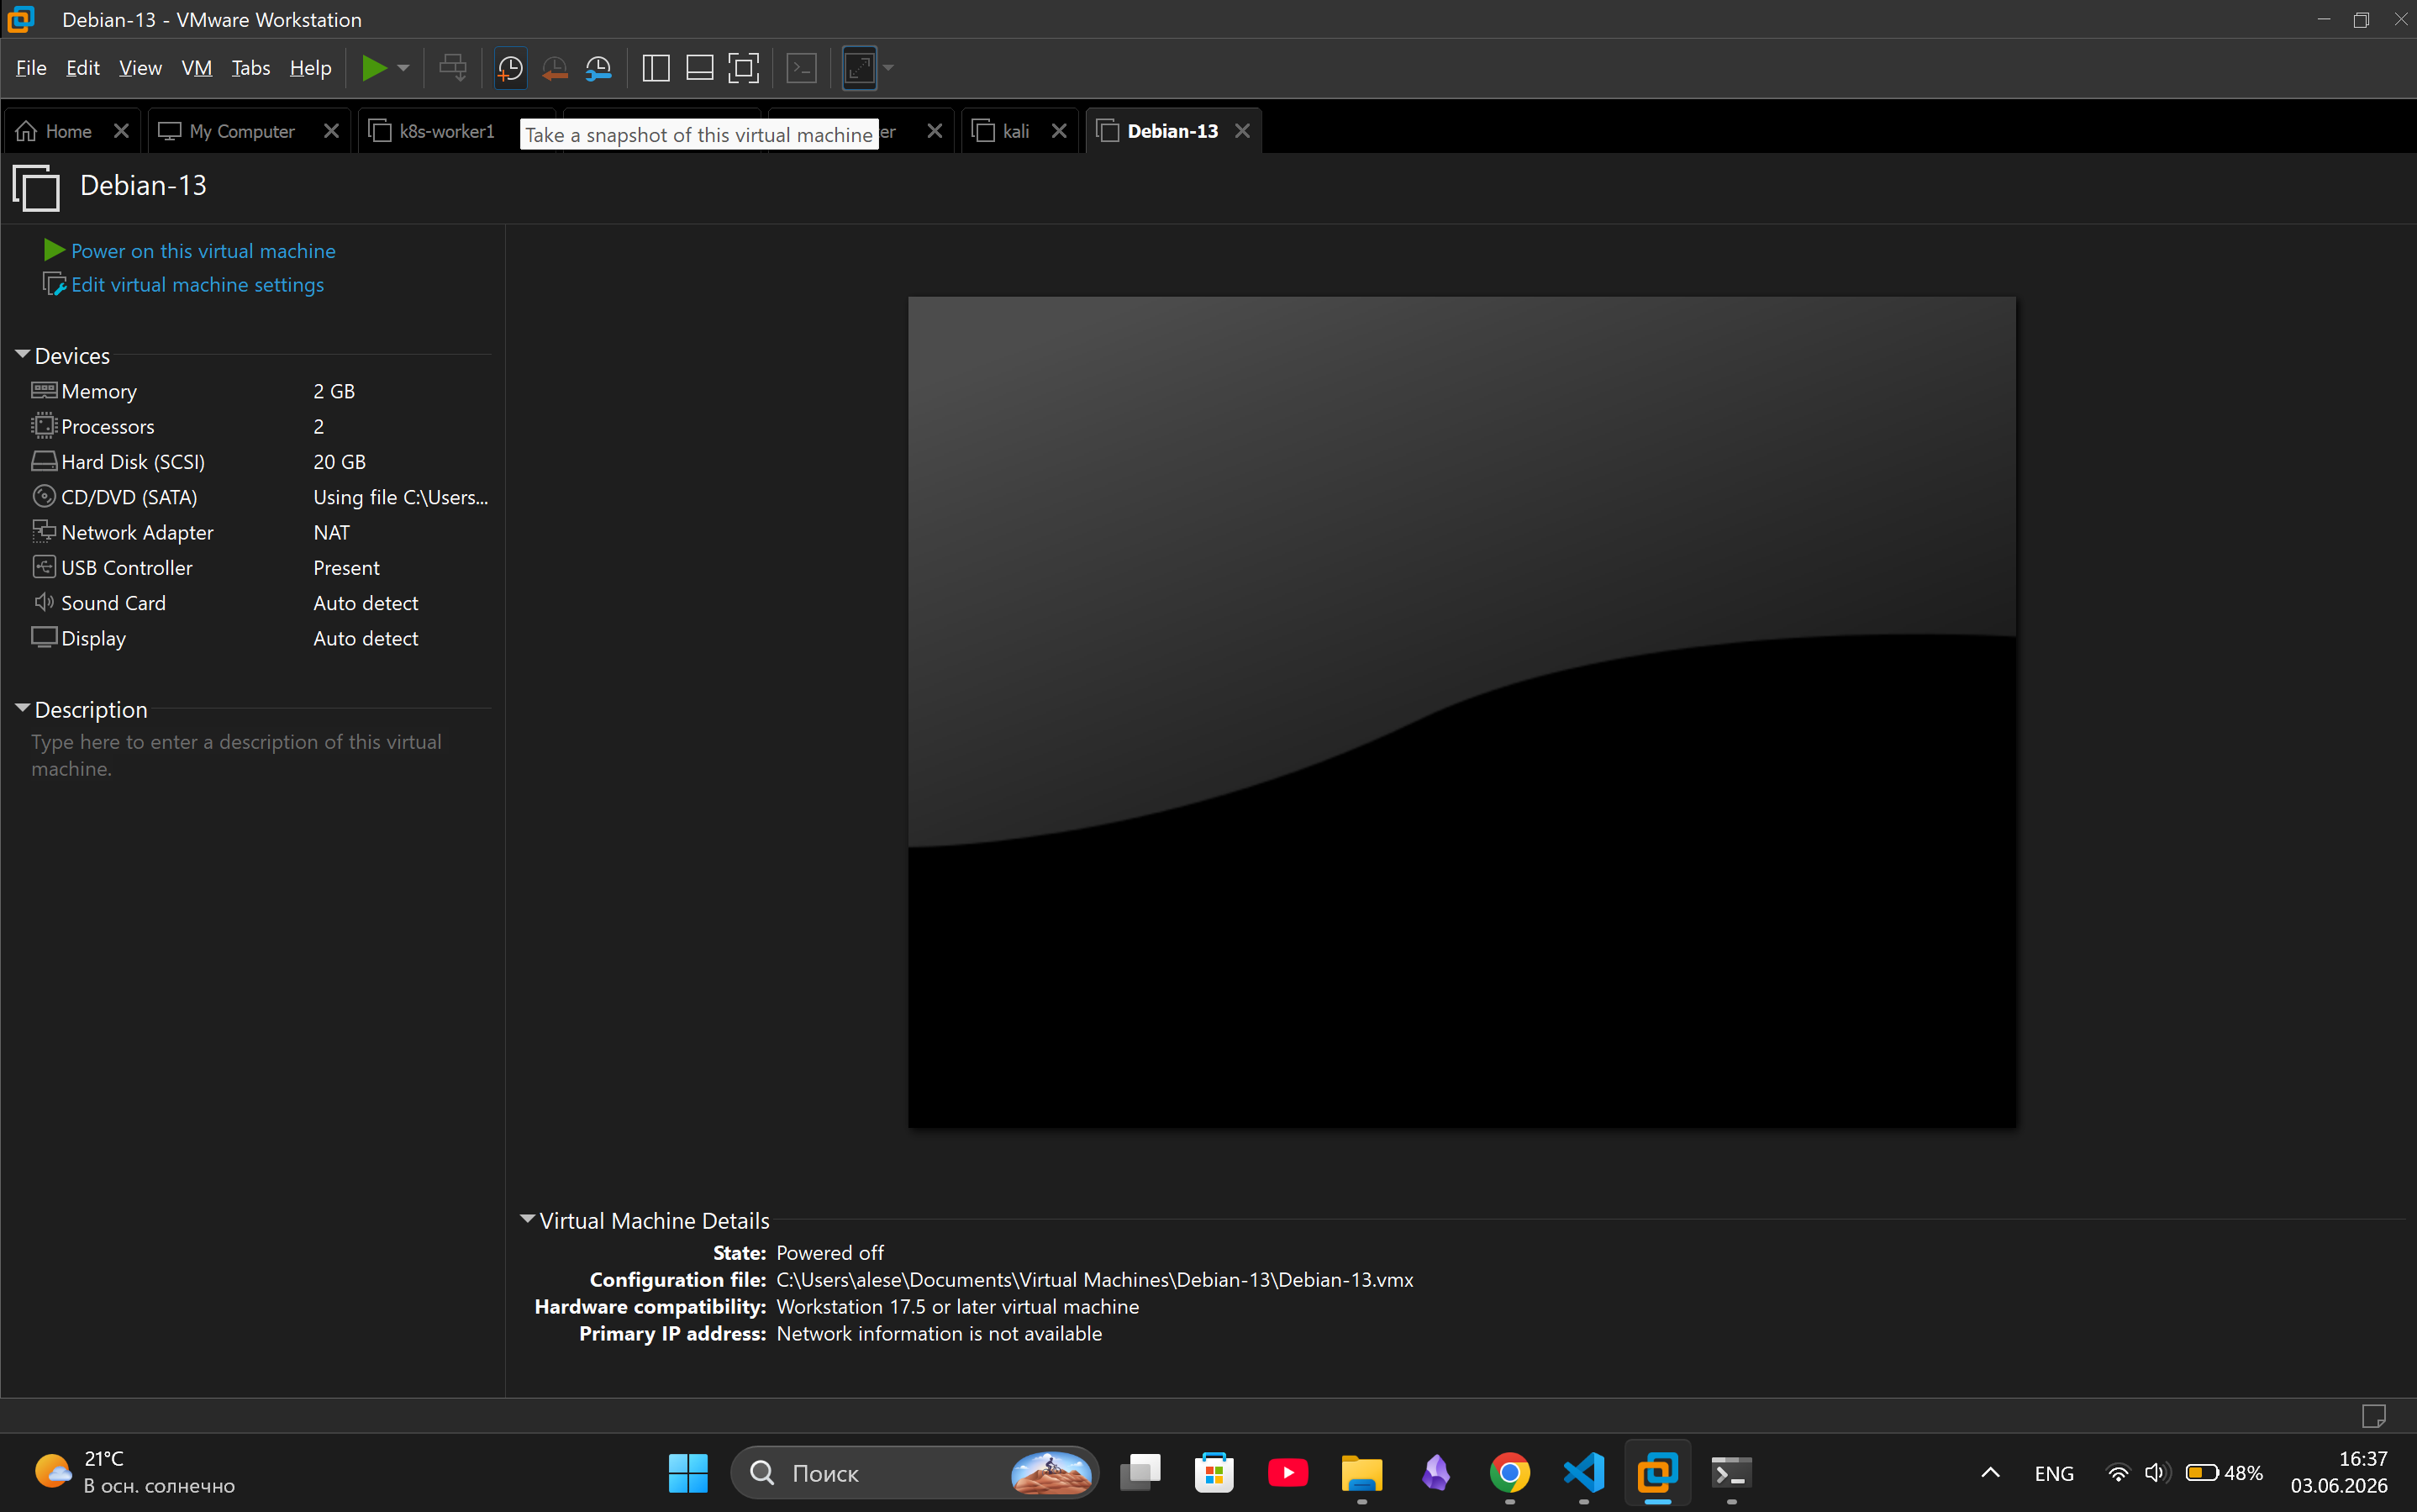 Debian-13 - VMware Workstation
File Edit View VM Tabs Help
Home My Computer k8s-worker1 er kali Debian-13
Take a snapshot of this virtual machine
Debian-13
Power on this virtual machine
Edit virtual machine settings
Devices
Memory 2 GB
Processors 2
Hard Disk (SCSI) 20 GB
CD/DVD (SATA) Using file C:\Users...
Network Adapter NAT
USB Controller Present
Sound Card Auto detect
Display Auto detect
Description
Type here to enter a description of this virtual
machine.
Virtual Machine Details
State: Powered off
Configuration file: C:\Users\alese\Documents\Virtual Machines\Debian-13\Debian-13.vmx
Hardware compatibility: Workstation 17.5 or later virtual machine
Primary IP address: Network information is not available
21°C
В осн. солнечно
Поиск
ENG
48%
16:37
03.06.2026